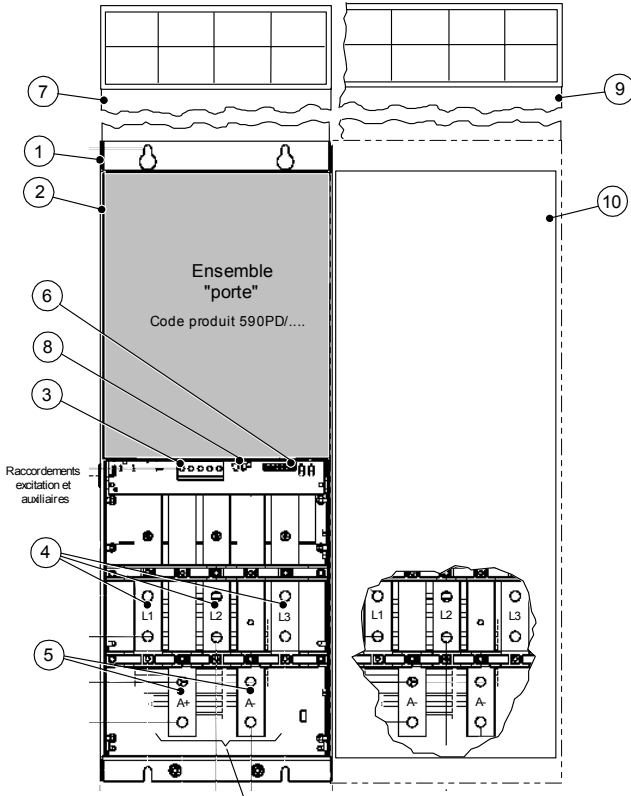 7
9
1
2
10
Ensemble
"porte"
Code produit 590PD/....
6
8
3
Raccordements
excitation et
auxiliaires
4
L1
L2
L3
L1
L2
L3
5
A+
A-
A-
A-